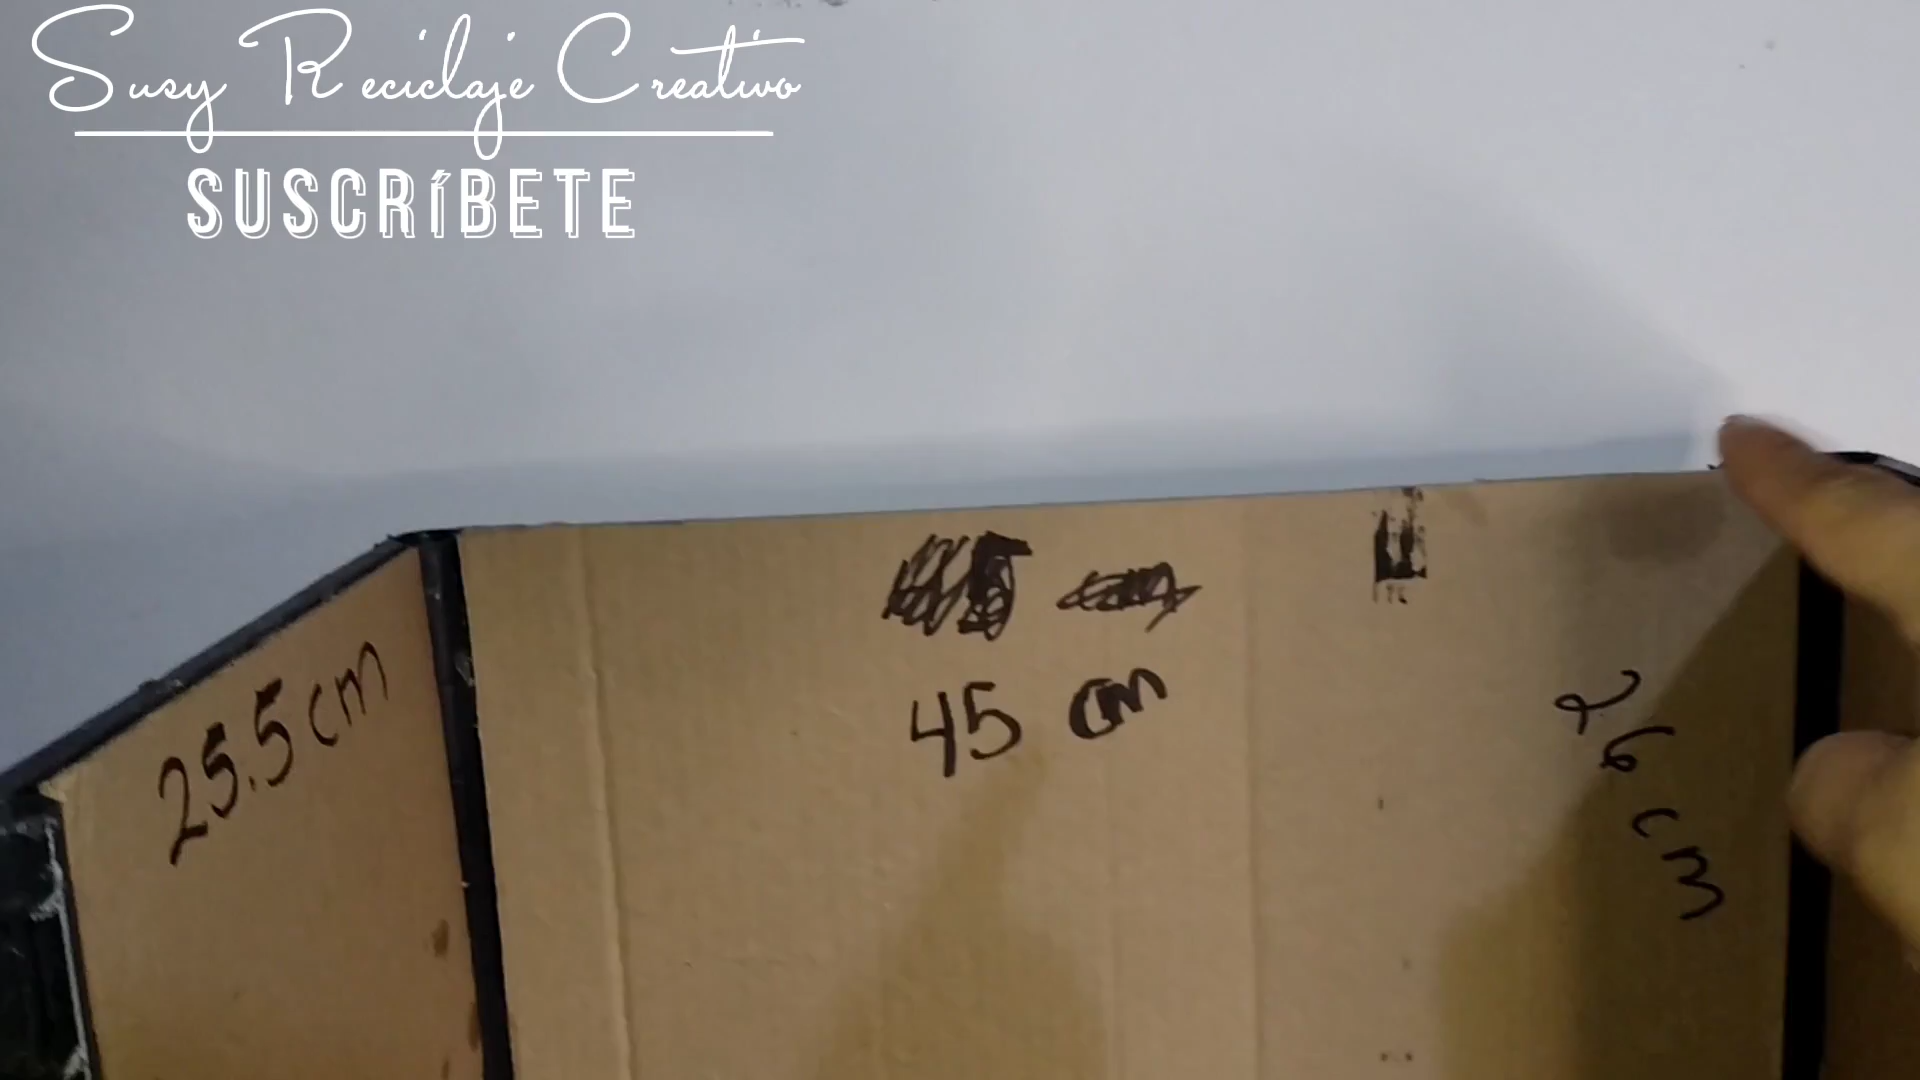 Susy Reciclaje Creativo
SUSCRÍBETE
25.5 cm
45 cm
26 cm